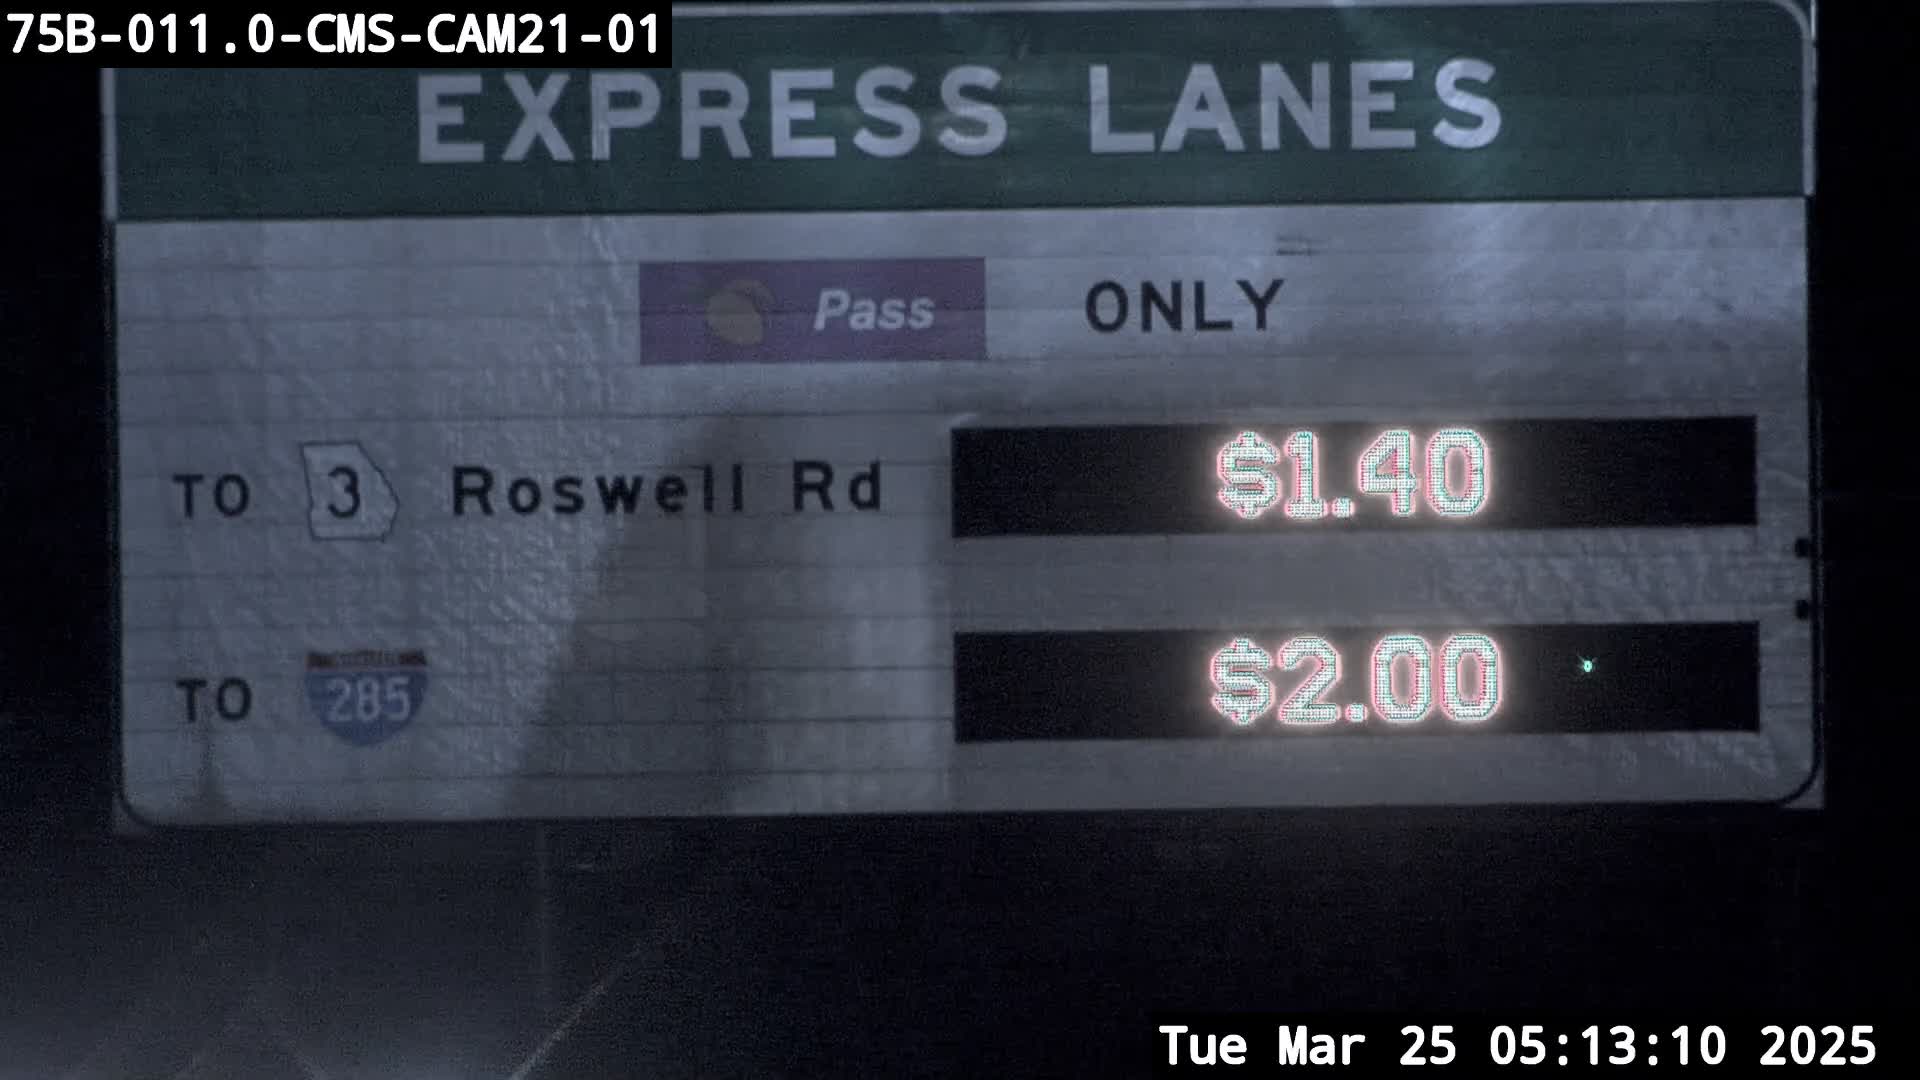 75B-011.0-CMS-CAM21-01
EXPRESS LANES
Pass ONLY
TO 3 Roswell Rd $1.40
TO 285 $2.00
Tue Mar 25 05:13:10 2025